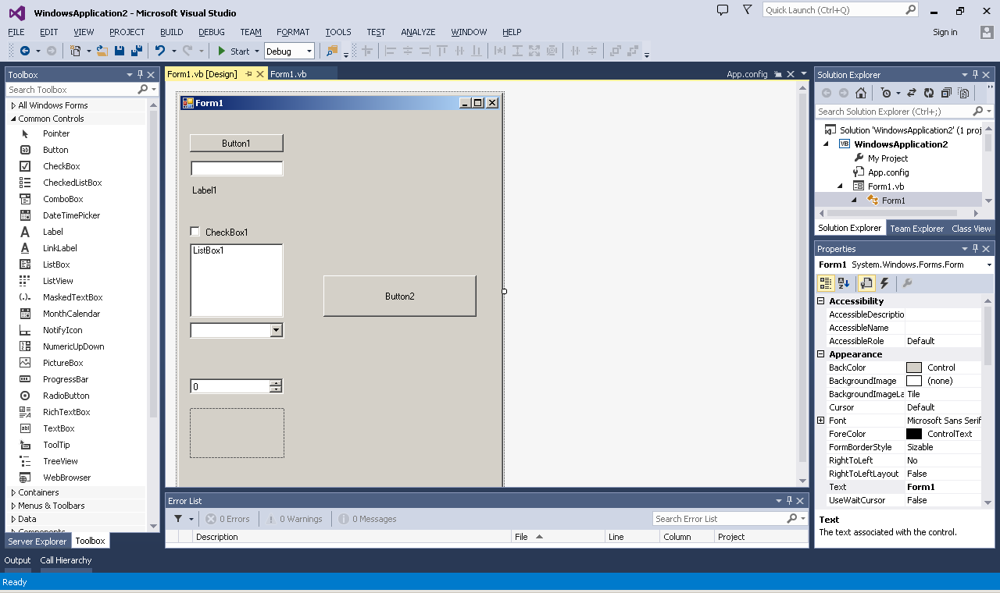 WindowsApplication2 - Microsoft Visual Studio
Quick Launch (Ctrl+Q)
FILE EDIT VIEW PROJECT BUILD DEBUG TEAM FORMAT TOOLS TEST ANALYZE WINDOW HELP
Sign in
Start Debug
Toolbox
Search Toolbox
All Windows Forms
Common Controls
Pointer
Button
CheckBox
CheckedListBox
ComboBox
DateTimePicker
Label
LinkLabel
ListBox
ListView
MaskedTextBox
MonthCalendar
NotifyIcon
NumericUpDown
PictureBox
ProgressBar
RadioButton
RichTextBox
TextBox
ToolTip
TreeView
WebBrowser
Containers
Menus & Toolbars
Data
Components
Server Explorer Toolbox
Form1.vb [Design] Form1.vb
App.config
Form1
Button1
Label1
CheckBox1
ListBox1
Button2
0
Error List
0 Errors 0 Warnings 0 Messages
Search Error List
Description File Line Column Project
Solution Explorer
Search Solution Explorer (Ctrl+;)
Solution 'WindowsApplication2' (1 proj
VB WindowsApplication2
My Project
App.config
Form1.vb
Form1
Solution Explorer Team Explorer Class View
Properties
Form1 System.Windows.Forms.Form
Accessibility
AccessibleDescriptio
AccessibleName
AccessibleRole Default
Appearance
BackColor Control
BackgroundImage (none)
BackgroundImageLa Tile
Cursor Default
Font Microsoft Sans Serif
ForeColor ControlText
FormBorderStyle Sizable
RightToLeft No
RightToLeftLayout False
Text Form1
UseWaitCursor False
Text
The text associated with the control.
Output Call Hierarchy
Ready